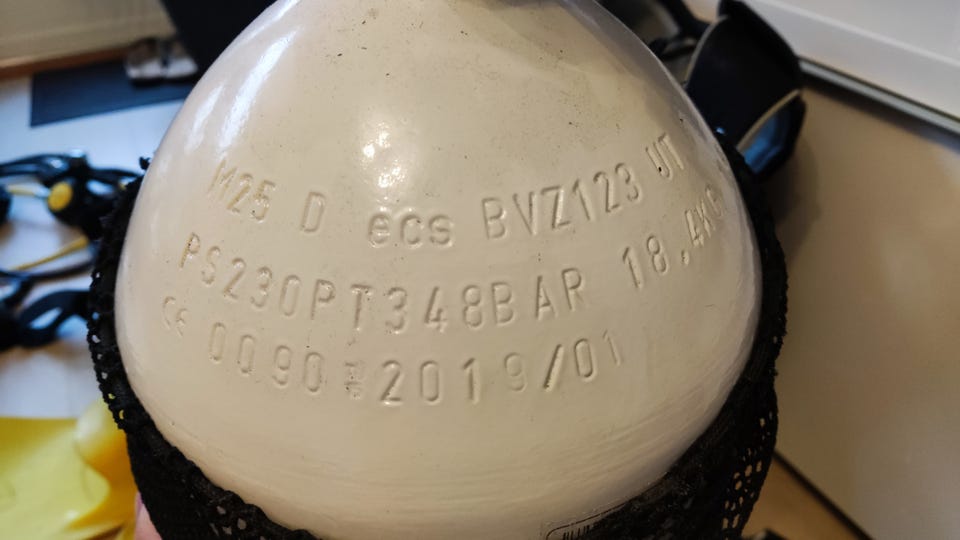 M25 D ecs BVZ123 UT
PS230PT348BAR 18,4KG
CE 0090 2019/01